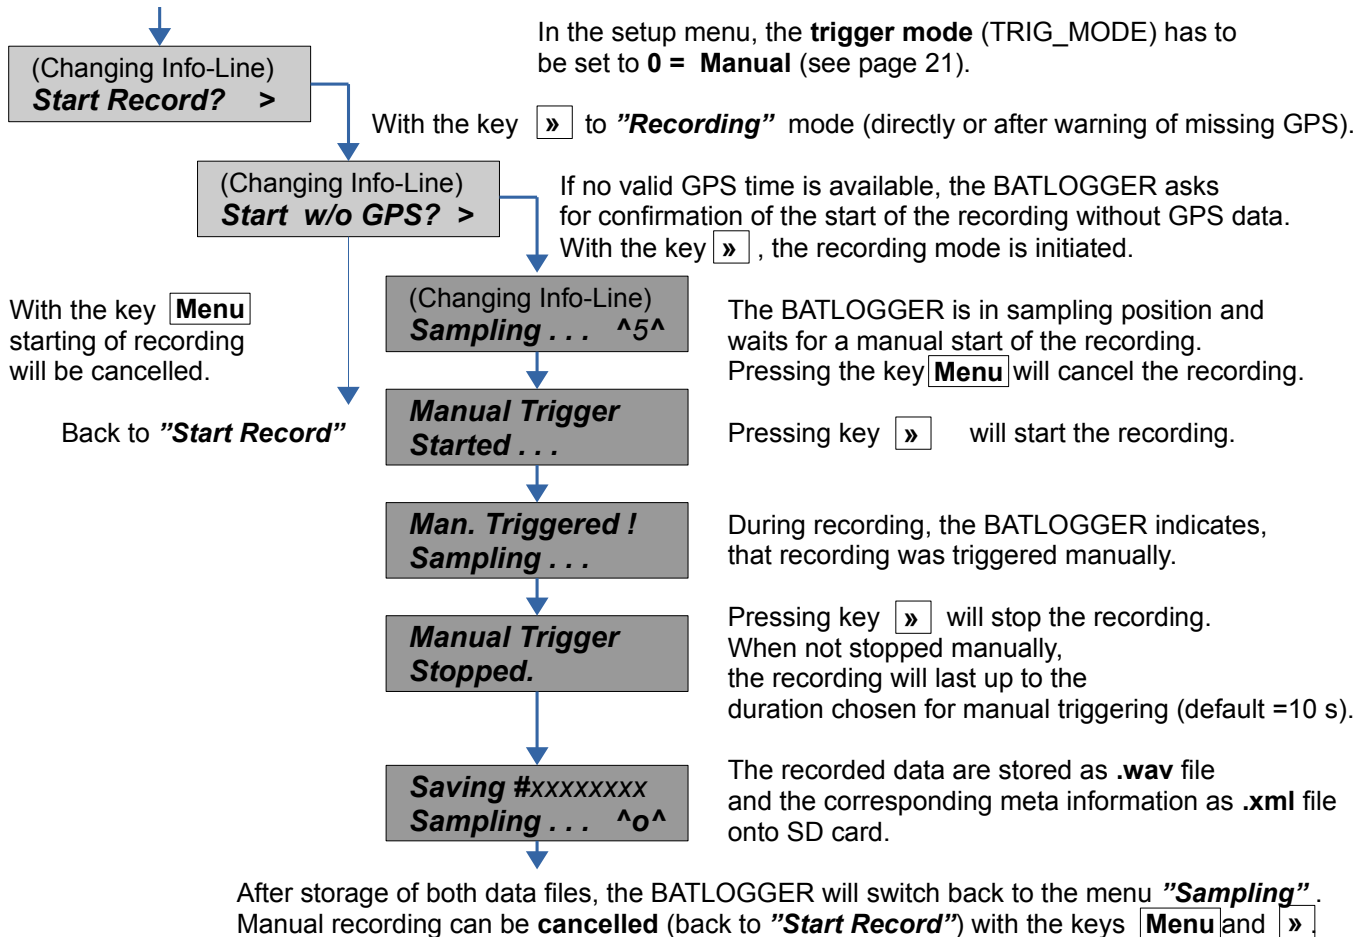 In the setup menu, the trigger mode (TRIG_MODE) has to
be set to 0 = Manual (see page 21).
(Changing Info-Line)
Start Record? >
With the key » to ”Recording” mode (directly or after warning of missing GPS).
(Changing Info-Line)
Start w/o GPS? >
If no valid GPS time is available, the BATLOGGER asks
for confirmation of the start of the recording without GPS data.
With the key » , the recording mode is initiated.
With the key Menu
starting of recording
will be cancelled.
Back to ”Start Record”
(Changing Info-Line)
Sampling . . . ^5^
The BATLOGGER is in sampling position and
waits for a manual start of the recording.
Pressing the key Menu will cancel the recording.
Manual Trigger
Started . . .
Pressing key » will start the recording.
Man. Triggered !
Sampling . . .
During recording, the BATLOGGER indicates,
that recording was triggered manually.
Manual Trigger
Stopped.
Pressing key » will stop the recording.
When not stopped manually,
the recording will last up to the
duration chosen for manual triggering (default =10 s).
Saving #xxxxxxxx
Sampling . . . ^o^
The recorded data are stored as .wav file
and the corresponding meta information as .xml file
onto SD card.
After storage of both data files, the BATLOGGER will switch back to the menu ”Sampling” .
Manual recording can be cancelled (back to ”Start Record”) with the keys Menu and » .